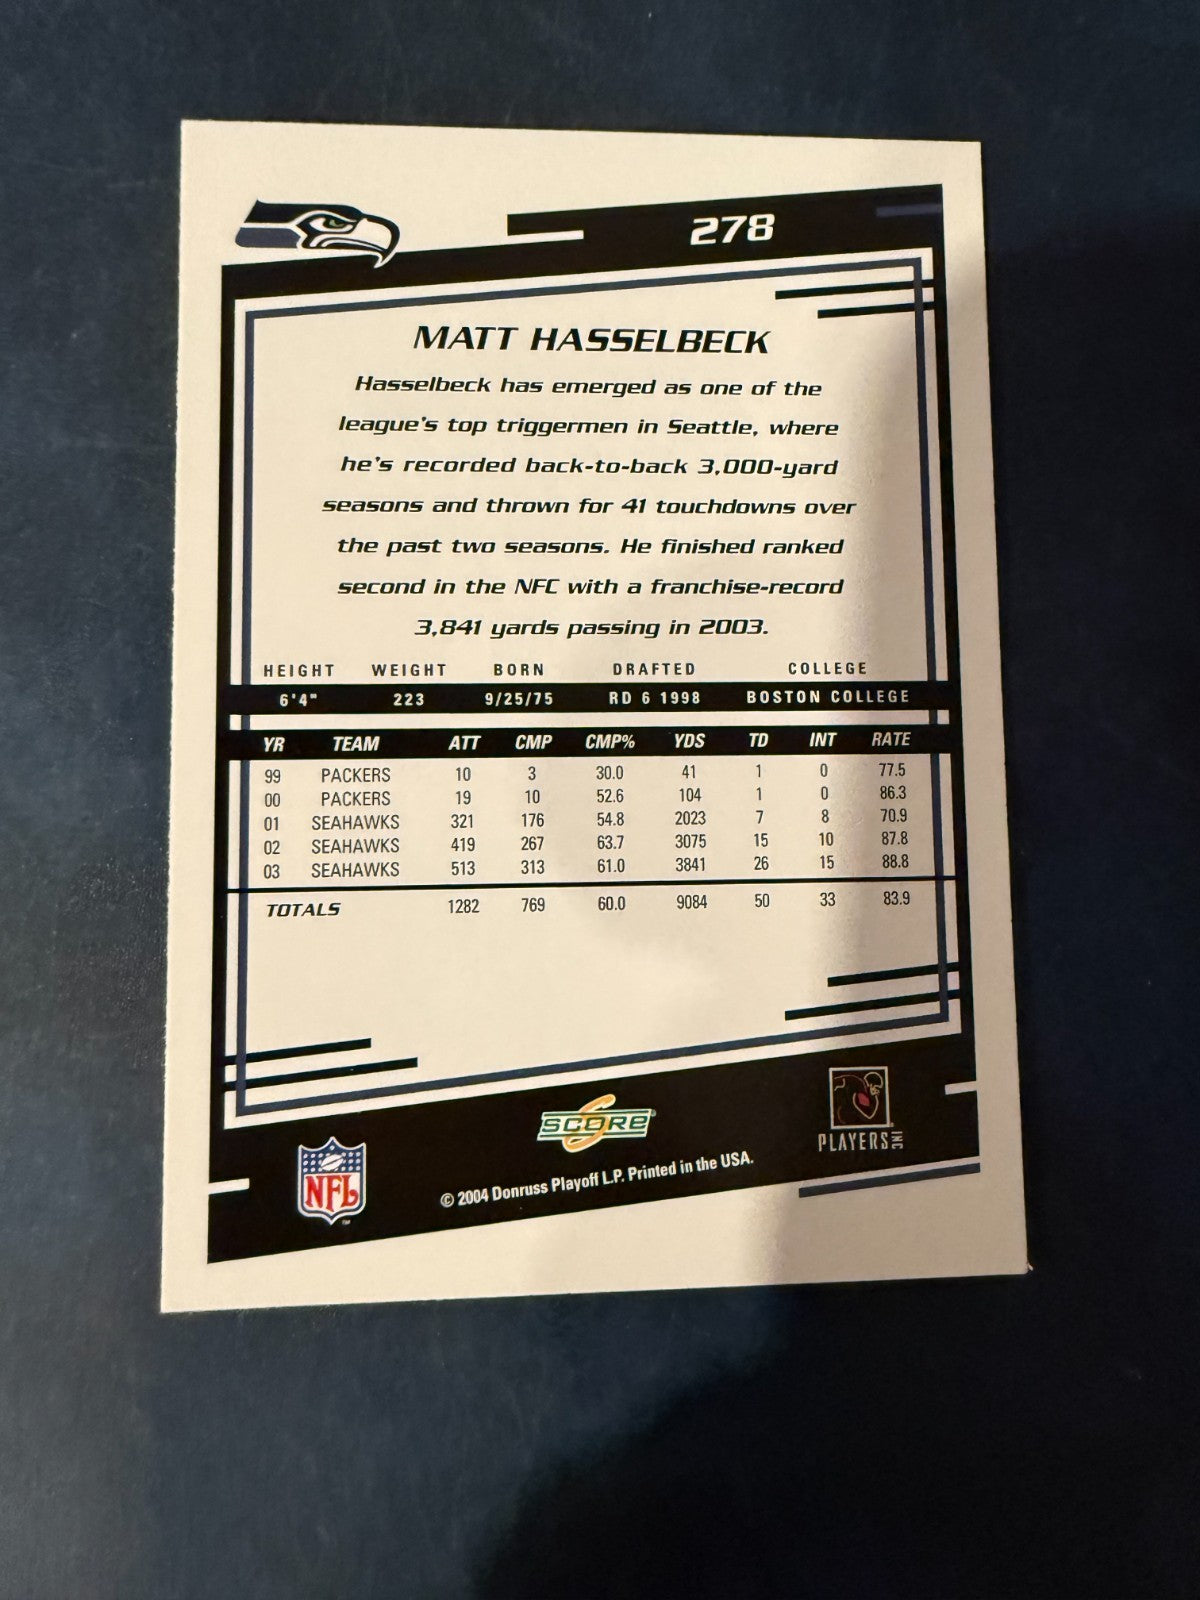 278
MATT HASSELBECK
Hasselbeck has emerged as one of the
league's top triggermen in Seattle, where
he's recorded back-to-back 3,000-yard
seasons and thrown for 41 touchdowns over
the past two seasons. He finished ranked
second in the NFC with a franchise-record
3,841 yards passing in 2003.
HEIGHT WEIGHT BORN DRAFTED COLLEGE
6'4" 223 9/25/75 RD 6 1998 BOSTON COLLEGE
YR TEAM ATT CMP CMP% YDS TD INT RATE
99 PACKERS 10 3 30.0 41 1 0 77.5
00 PACKERS 19 10 52.6 104 1 0 86.3
01 SEAHAWKS 321 176 54.8 2023 7 8 70.9
02 SEAHAWKS 419 267 63.7 3075 15 10 87.8
03 SEAHAWKS 513 313 61.0 3841 26 15 88.8
TOTALS 1282 769 60.0 9084 50 33 83.9
SCORE
PLAYERS INC
NFL
TM
© 2004 Donruss Playoff L.P. Printed in the USA.